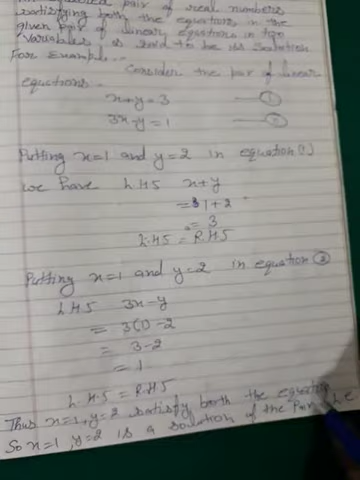 pair of real numbers
satisfying both the equations in the
given pair of linear equations in two
variables is said to be its solution
For Example..
Consider the pair of linear
equations.
x+y=3 ①
3x-y=1 ②
Putting x=1 and y=2 in equation (1)
we have L.H.S x+y
= 1+2
= 3
L.H.S = R.H.S
Putting x=1 and y=2 in equation ②
L.H.S 3x-y
= 3(1)-2
= 3-2
= 1
L.H.S = R.H.S
Thus x=1, y=2 satisfy both the equation
So x=1, y=2 is a solution of the Pair